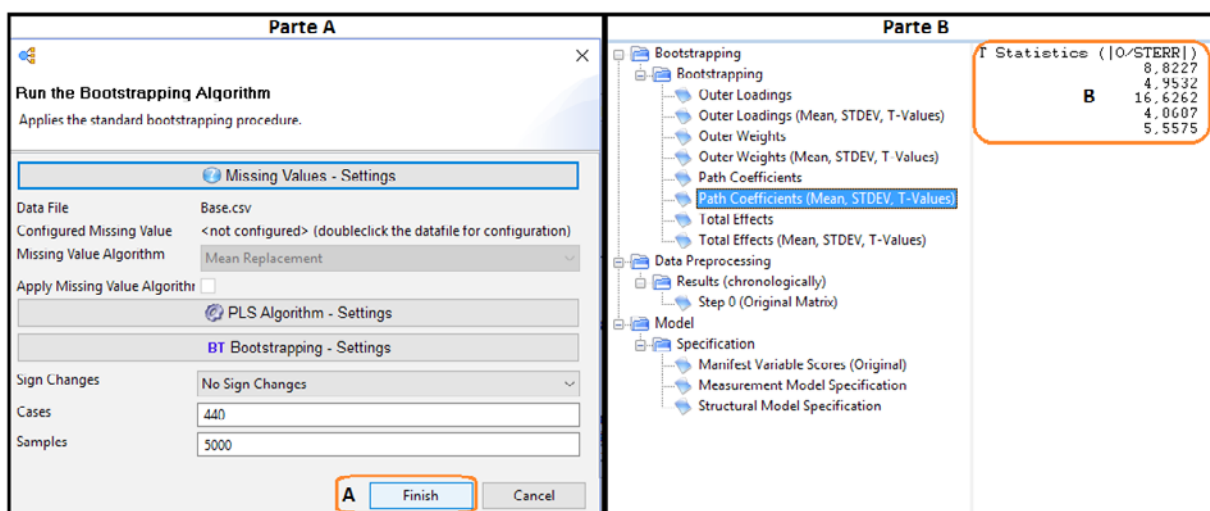 Parte A
Run the Bootstrapping Algorithm
Applies the standard bootstrapping procedure.
Missing Values - Settings
Data File Base.csv
Configured Missing Value <not configured> (doubleclick the datafile for configuration)
Missing Value Algorithm Mean Replacement
Apply Missing Value Algorithr
PLS Algorithm - Settings
BT Bootstrapping - Settings
Sign Changes No Sign Changes
Cases 440
Samples 5000
A Finish Cancel
Parte B
Bootstrapping
Bootstrapping
Outer Loadings
Outer Loadings (Mean, STDEV, T-Values)
Outer Weights
Outer Weights (Mean, STDEV, T-Values)
Path Coefficients
Path Coefficients (Mean, STDEV, T-Values)
Total Effects
Total Effects (Mean, STDEV, T-Values)
Data Preprocessing
Results (chronologically)
Step 0 (Original Matrix)
Model
Specification
Manifest Variable Scores (Original)
Measurement Model Specification
Structural Model Specification
T Statistics (|O/STERR|)
8,8227
4,9532
B 16,6262
4,0607
5,5575